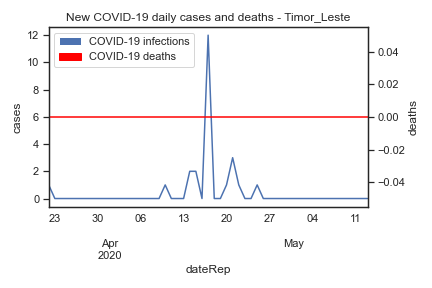 New COVID-19 daily cases and deaths - Timor_Leste
COVID-19 infections
COVID-19 deaths
12
10
8
6
4
2
0
cases
0.04
0.02
0.00
−0.02
−0.04
deaths
23 30 06 13 20 27 04 11
Apr May
2020
dateRep